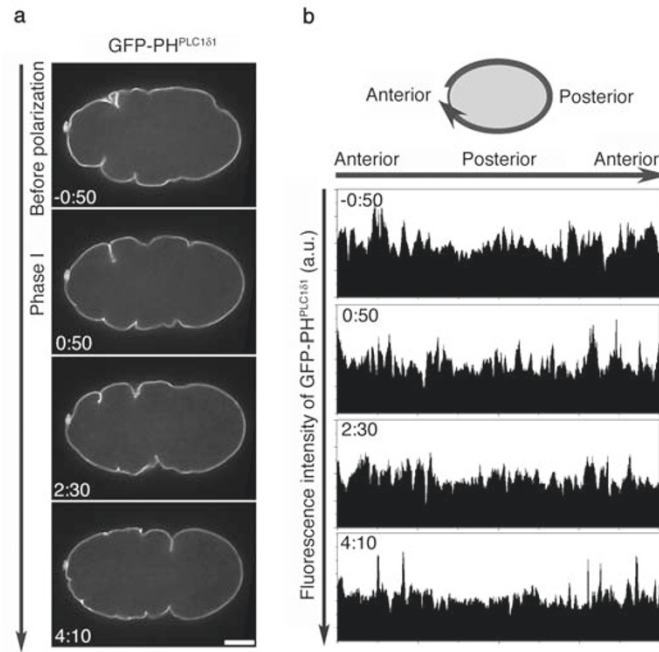 a
GFP-PH^PLC1δ1
Before polarization
Phase I
-0:50
0:50
2:30
4:10
b
Anterior
Posterior
Anterior
Posterior
Anterior
Fluorescence intensity of GFP-PH^PLC1δ1 (a.u.)
-0:50
0:50
2:30
4:10